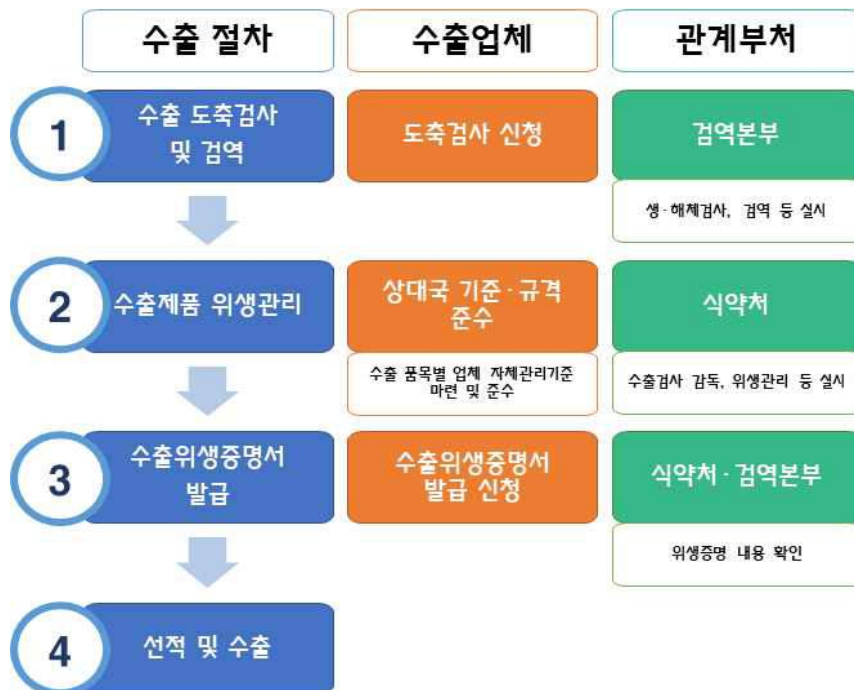 수출 절차
수출업체
관계부처
1
수출 도축검사
및 검역
도축검사 신청
검역본부
생·해체검사, 검역 등 실시
2
수출제품 위생관리
상대국 기준·규격
준수
식약처
수출 품목별 업체 자체관리기준
마련 및 준수
수출검사 감독, 위생관리 등 실시
3
수출위생증명서
발급
수출위생증명서
발급 신청
식약처·검역본부
위생증명 내용 확인
4
선적 및 수출